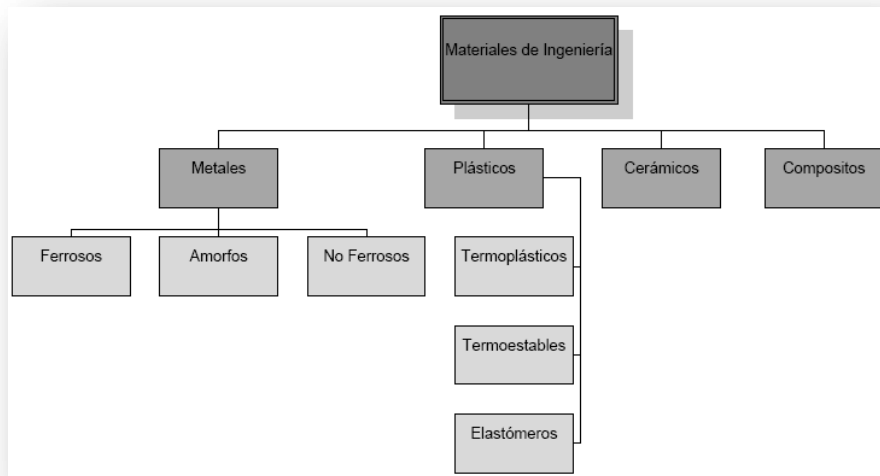 Materiales de Ingeniería
Metales
Plásticos
Cerámicos
Compositos
Ferrosos
Amorfos
No Ferrosos
Termoplásticos
Termoestables
Elastómeros